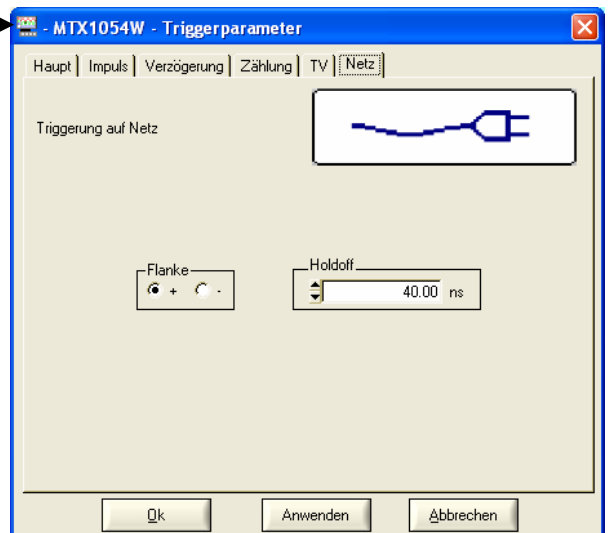 - MTX1054W - Triggerparameter
Haupt Impuls Verzögerung Zählung TV Netz
Triggerung auf Netz
Flanke
+ -
Holdoff
40.00 ns
Ok Anwenden Abbrechen